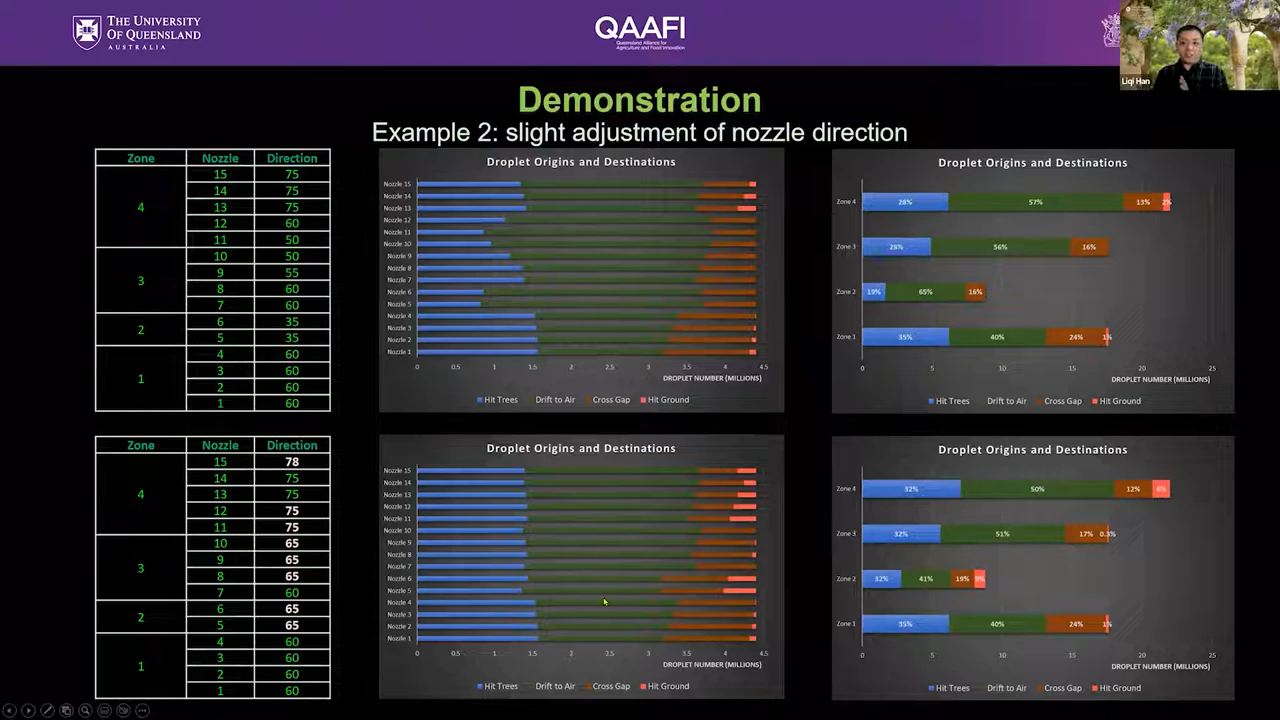 THE UNIVERSITY
OF QUEENSLAND
AUSTRALIA
QAAFI
Queensland Alliance for
Agriculture and Food Innovation
Liqi Han
Demonstration
Example 2: slight adjustment of nozzle direction
Zone Nozzle Direction
15 75
14 75
4 13 75
12 60
11 50
10 50
3 9 55
8 60
7 60
2 6 35
5 35
4 60
1 3 60
2 60
1 60
Droplet Origins and Destinations
Nozzle 15
Nozzle 14
Nozzle 13
Nozzle 12
Nozzle 11
Nozzle 10
Nozzle 9
Nozzle 8
Nozzle 7
Nozzle 6
Nozzle 5
Nozzle 4
Nozzle 3
Nozzle 2
Nozzle 1
0 0.5 1 1.5 2 2.5 3 3.5 4 4.5
DROPLET NUMBER (MILLIONS)
Hit Trees Drift to Air Cross Gap Hit Ground
Droplet Origins and Destinations
Zone 4 28% 57% 13% 2%
Zone 3 28% 56% 16%
Zone 2 19% 65% 16%
Zone 1 35% 40% 24% 1%
0 5 10 15 20 25
DROPLET NUMBER (MILLIONS)
Hit Trees Drift to Air Cross Gap Hit Ground
Zone Nozzle Direction
15 78
14 75
4 13 75
12 75
11 75
10 65
3 9 65
8 65
7 60
2 6 65
5 65
4 60
1 3 60
2 60
1 60
Droplet Origins and Destinations
Nozzle 15
Nozzle 14
Nozzle 13
Nozzle 12
Nozzle 11
Nozzle 10
Nozzle 9
Nozzle 8
Nozzle 7
Nozzle 6
Nozzle 5
Nozzle 4
Nozzle 3
Nozzle 2
Nozzle 1
0 0.5 1 1.5 2 2.5 3 3.5 4 4.5
DROPLET NUMBER (MILLIONS)
Hit Trees Drift to Air Cross Gap Hit Ground
Droplet Origins and Destinations
Zone 4 32% 50% 12% 6%
Zone 3 32% 51% 17% 0.3%
Zone 2 32% 41% 19% 9%
Zone 1 35% 40% 24% 1%
0 5 10 15 20 25
DROPLET NUMBER (MILLIONS)
Hit Trees Drift to Air Cross Gap Hit Ground